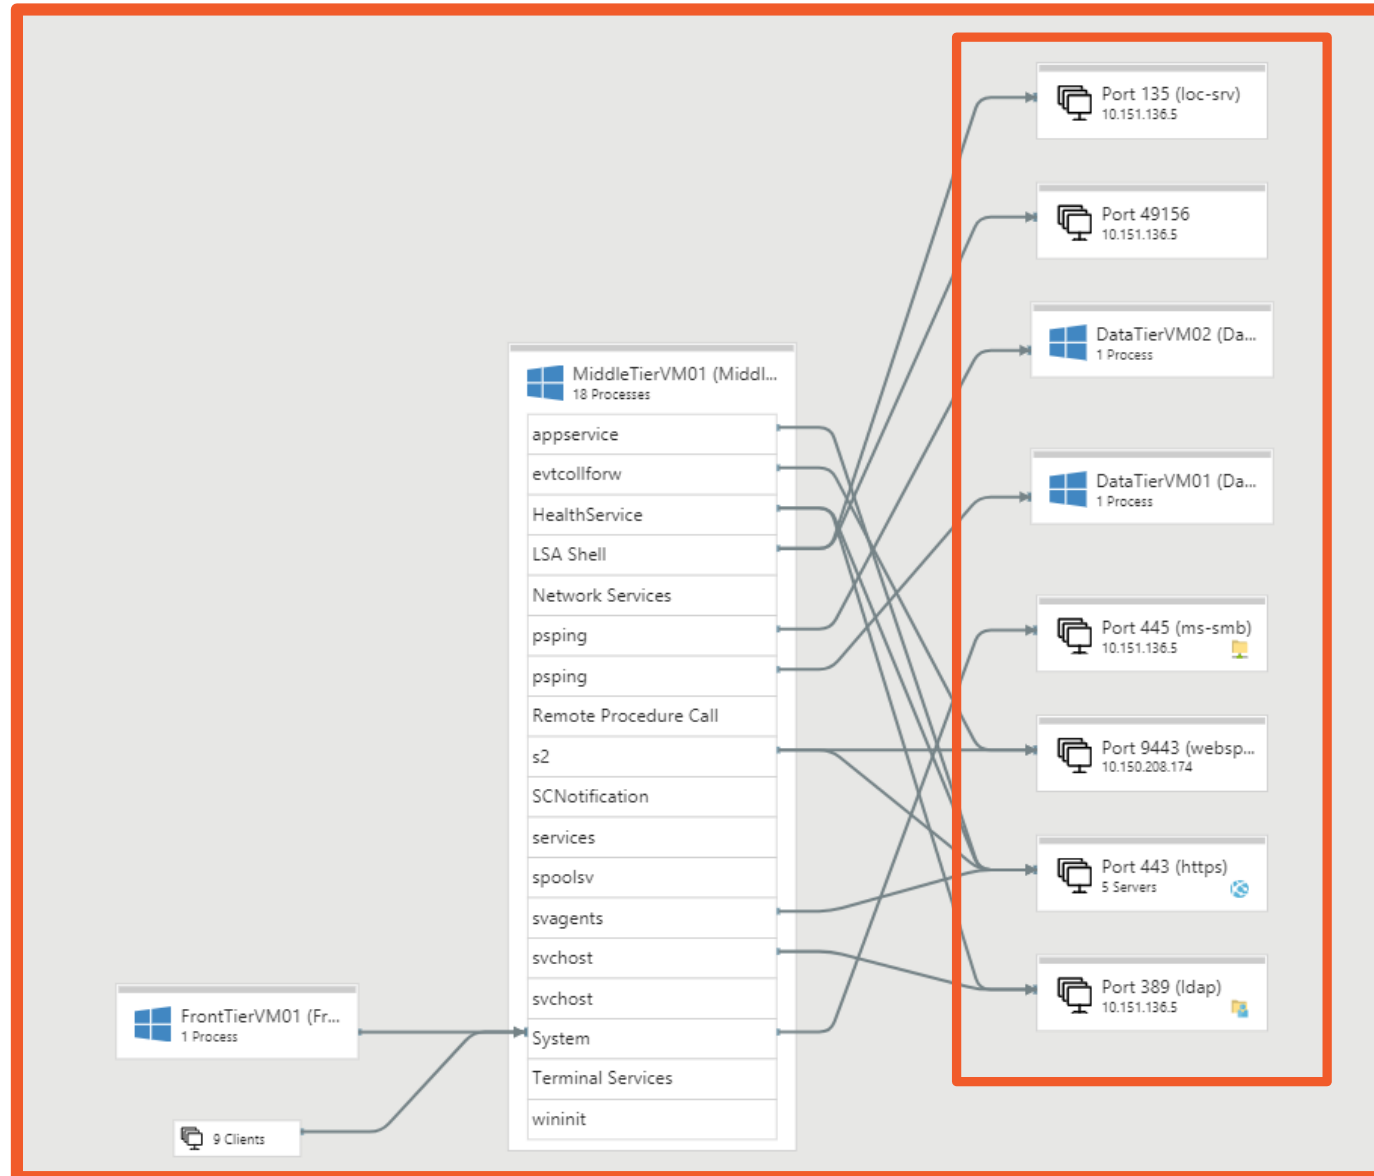 Port 135 (loc-srv)
10.151.136.5
Port 49156
10.151.136.5
DataTierVM02 (Da...
1 Process
MiddleTierVM01 (Middl...
18 Processes
appservice
evtcollforw
HealthService
LSA Shell
Network Services
psping
psping
Remote Procedure Call
s2
SCNotification
services
spoolsv
svagents
svchost
svchost
System
Terminal Services
wininit
DataTierVM01 (Da...
1 Process
Port 445 (ms-smb)
10.151.136.5
Port 9443 (websp...
10.150.208.174
Port 443 (https)
5 Servers
Port 389 (ldap)
10.151.136.5
FrontTierVM01 (Fr...
1 Process
9 Clients